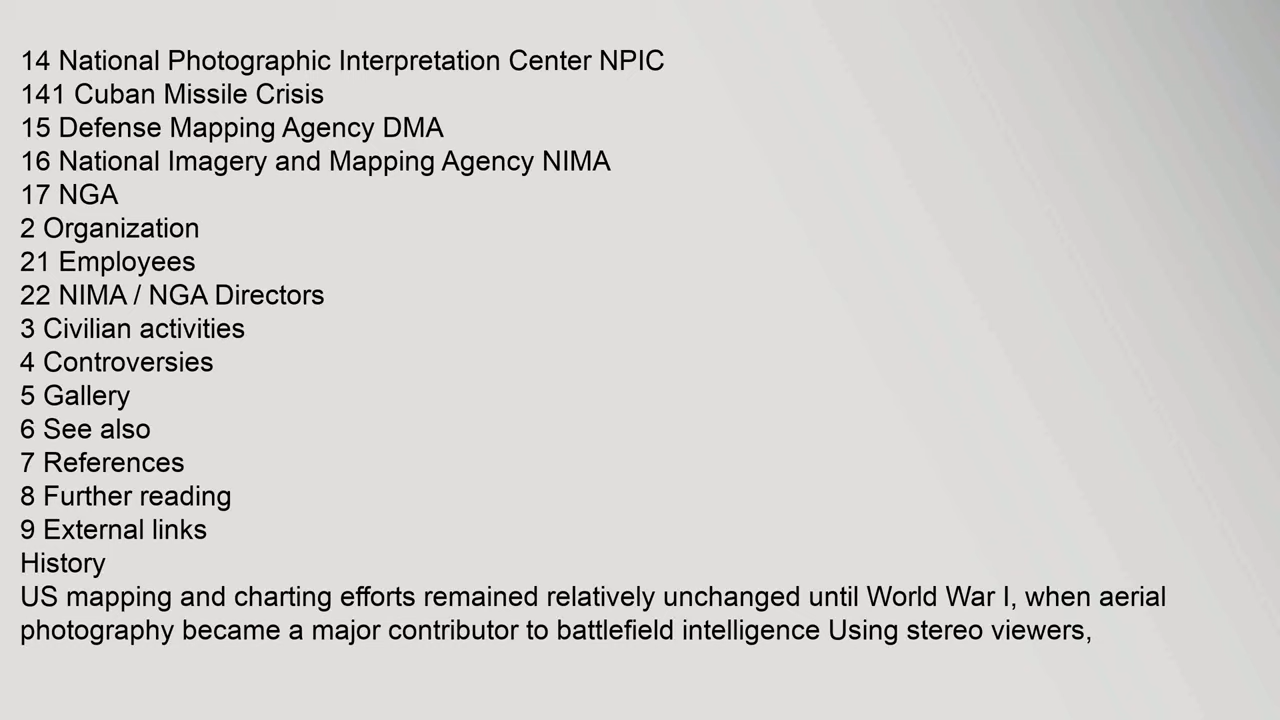 14 National Photographic Interpretation Center NPIC
141 Cuban Missile Crisis
15 Defense Mapping Agency DMA
16 National Imagery and Mapping Agency NIMA
17 NGA
2 Organization
21 Employees
22 NIMA / NGA Directors
3 Civilian activities
4 Controversies
5 Gallery
6 See also
7 References
8 Further reading
9 External links
History
US mapping and charting efforts remained relatively unchanged until World War I, when aerial
photography became a major contributor to battlefield intelligence Using stereo viewers,